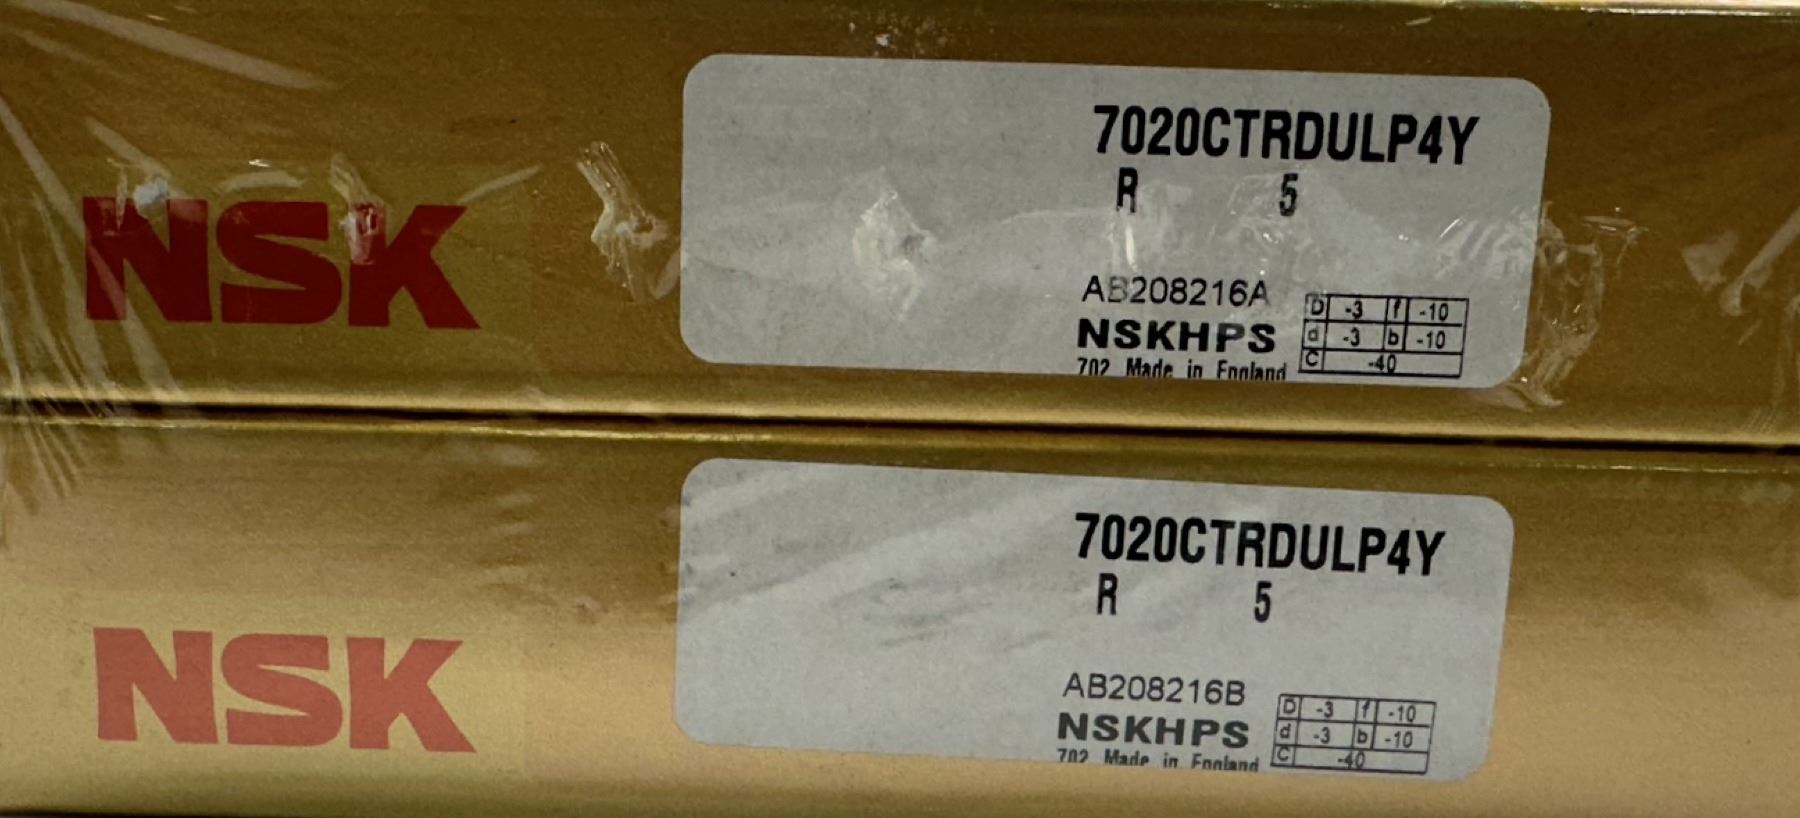 NSK
7020CTRDULP4Y
R 5
AB208216A
NSKHPS
702 Made in England
D -3 f -10
d -3 b -10
C -40
NSK
7020CTRDULP4Y
R 5
AB208216B
NSKHPS
702 Made in England
D -3 f -10
d -3 b -10
C -40